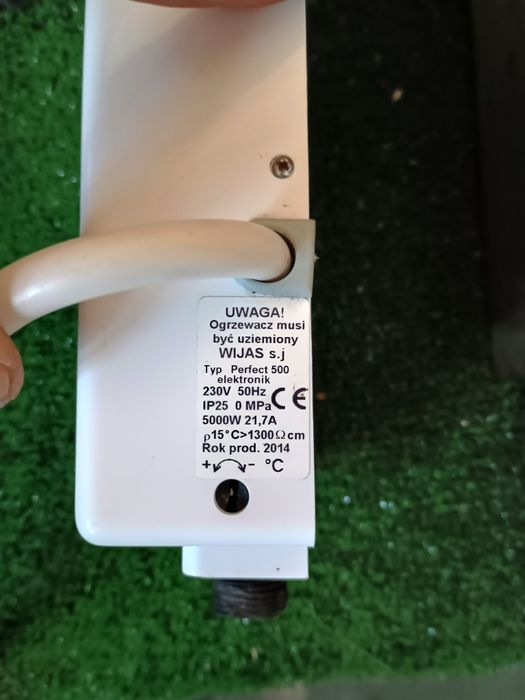 UWAGA!
Ogrzewacz musi
być uziemiony
WIJAS s.j
Typ Perfect 500
elektronik
230V 50Hz
IP25 0 MPa CE
5000W 21,7A
ρ15°C>1300Ωcm
Rok prod. 2014
+ - °C